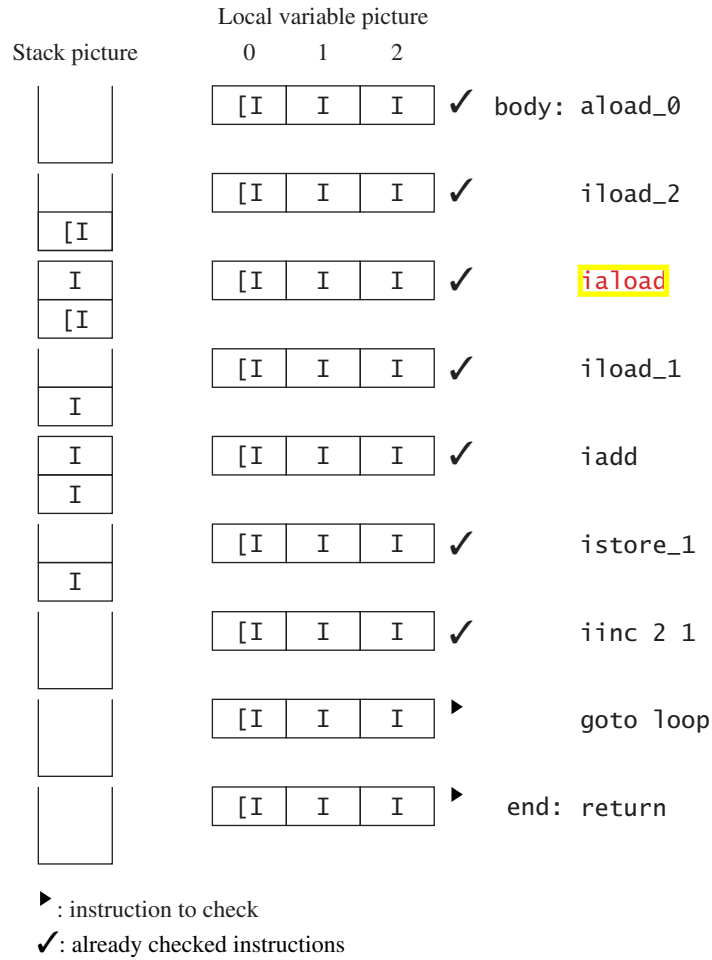 Local variable picture
Stack picture 0 1 2
[I I I ✓ body: aload_0
[I I I ✓ iload_2
[I
I [I I I ✓ iaload
[I
[I I I ✓ iload_1
I
I [I I I ✓ iadd
I
[I I I ✓ istore_1
I
[I I I ✓ iinc 2 1
[I I I ▶ goto loop
[I I I ▶ end: return
▶ : instruction to check
✓: already checked instructions